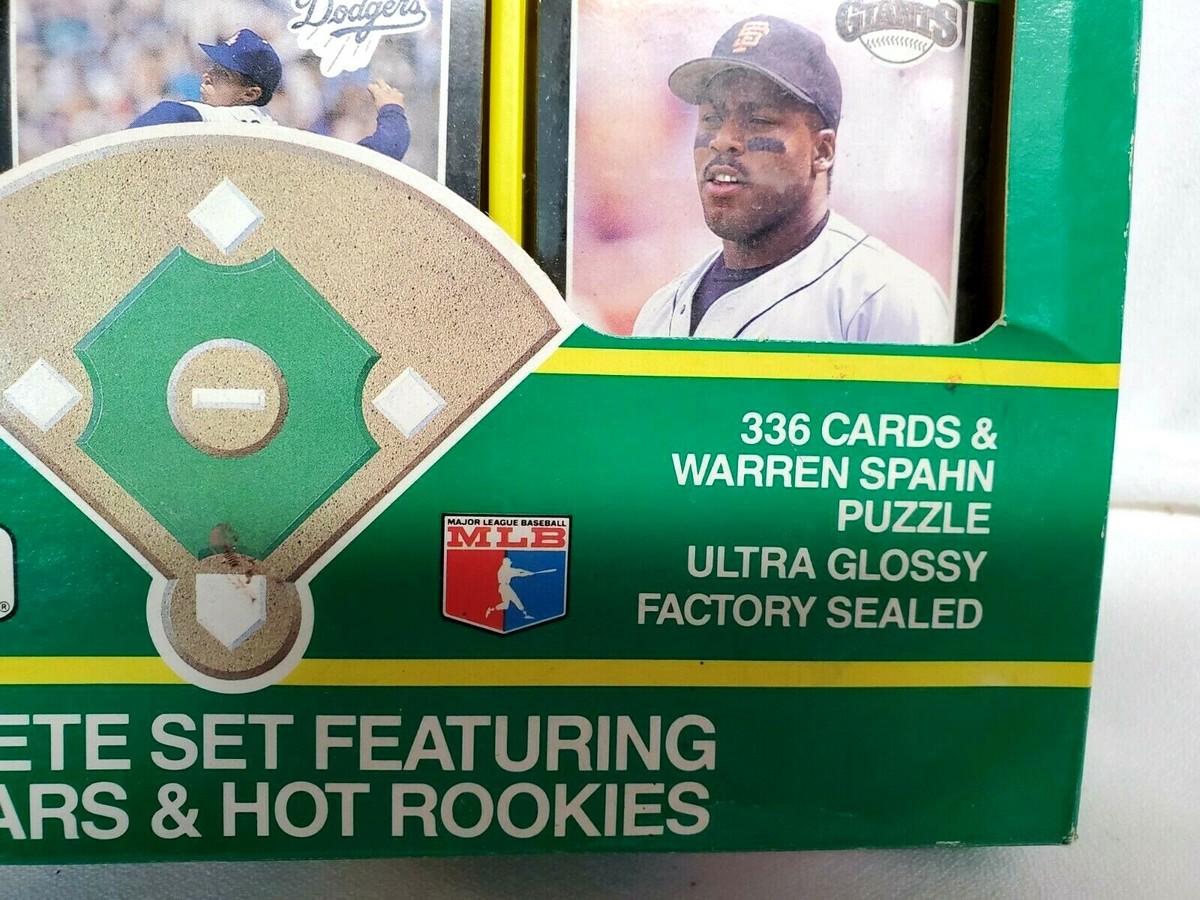 Dodgers
GIANTS
336 CARDS &
WARREN SPAHN
PUZZLE
ULTRA GLOSSY
FACTORY SEALED
MAJOR LEAGUE BASEBALL
MLB
®
ETE SET FEATURING
ARS & HOT ROOKIES